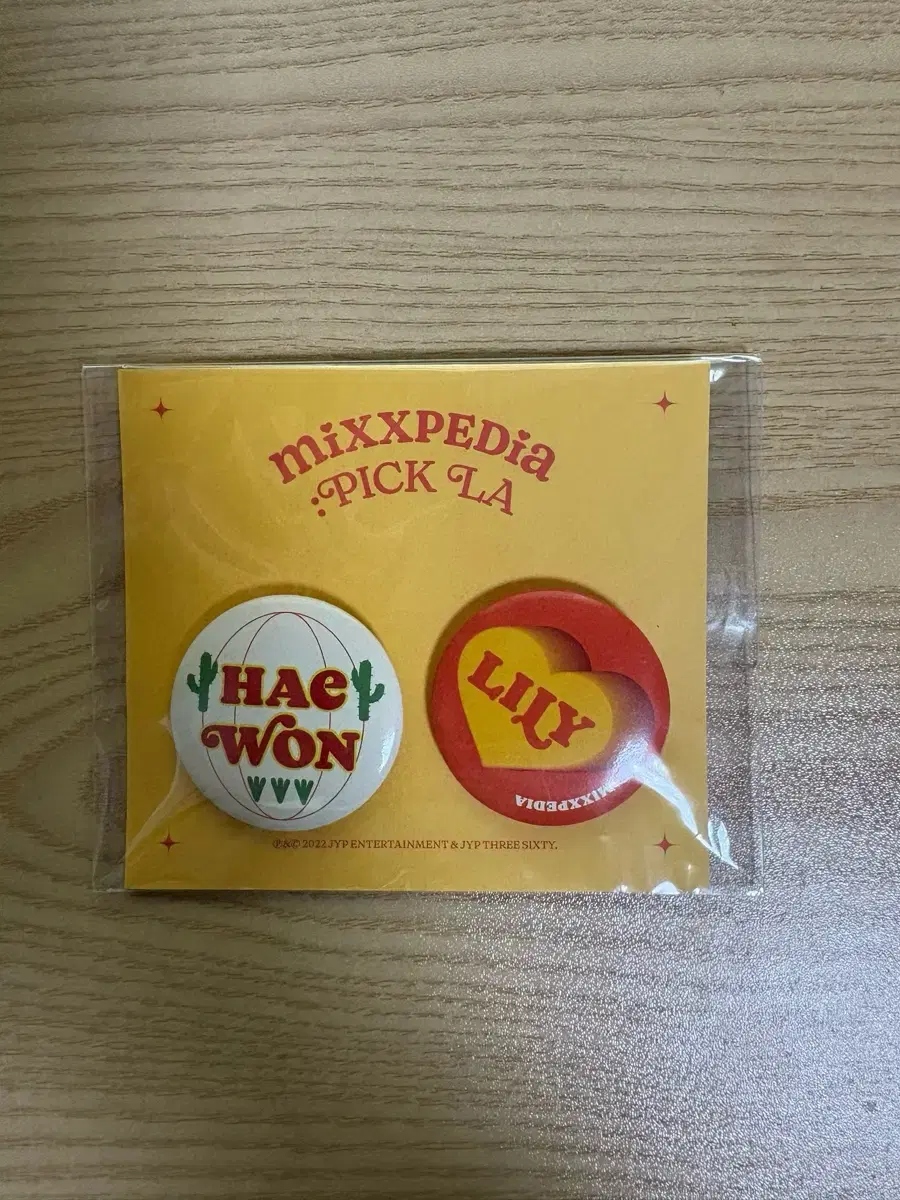 miXXPEDia
:PICK LA
HAe
WON
LILY
MIXXPEDIA
℗&© 2022 JYP ENTERTAINMENT & JYP THREE SIXTY.